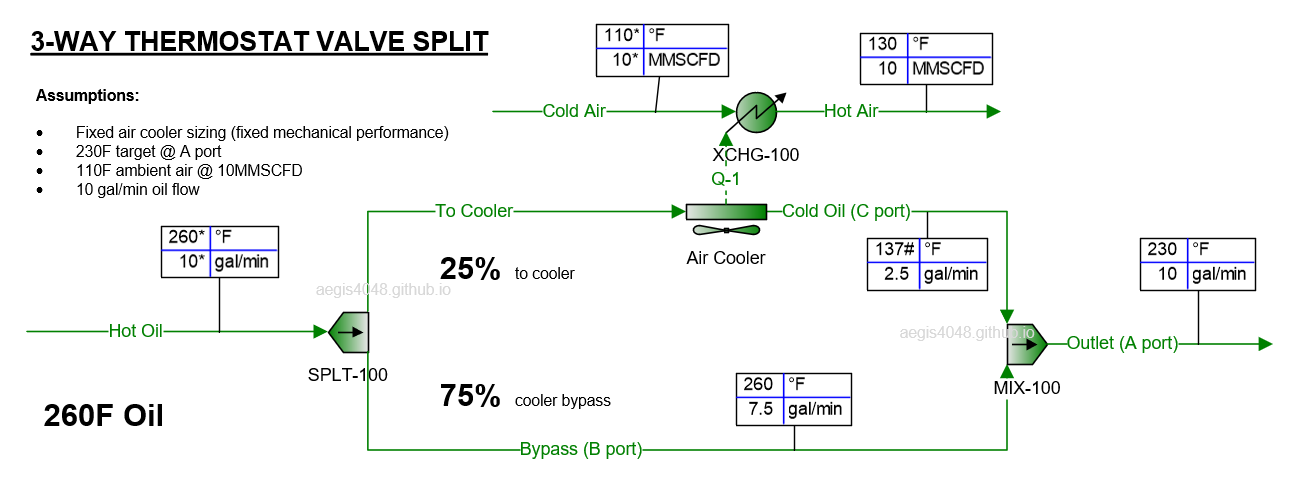 3-WAY THERMOSTAT VALVE SPLIT
Assumptions:
• Fixed air cooler sizing (fixed mechanical performance)
• 230F target @ A port
• 110F ambient air @ 10MMSCFD
• 10 gal/min oil flow
110* °F
10* MMSCFD
130 °F
10 MMSCFD
Cold Air
Hot Air
XCHG-100
Q-1
To Cooler
Cold Oil (C port)
Air Cooler
260* °F
10* gal/min
137# °F
2.5 gal/min
230 °F
10 gal/min
25% to cooler
aegis4048.github.io
Hot Oil
SPLT-100
aegis4048.github.io
Outlet (A port)
MIX-100
75% cooler bypass
260 °F
7.5 gal/min
260F Oil
Bypass (B port)